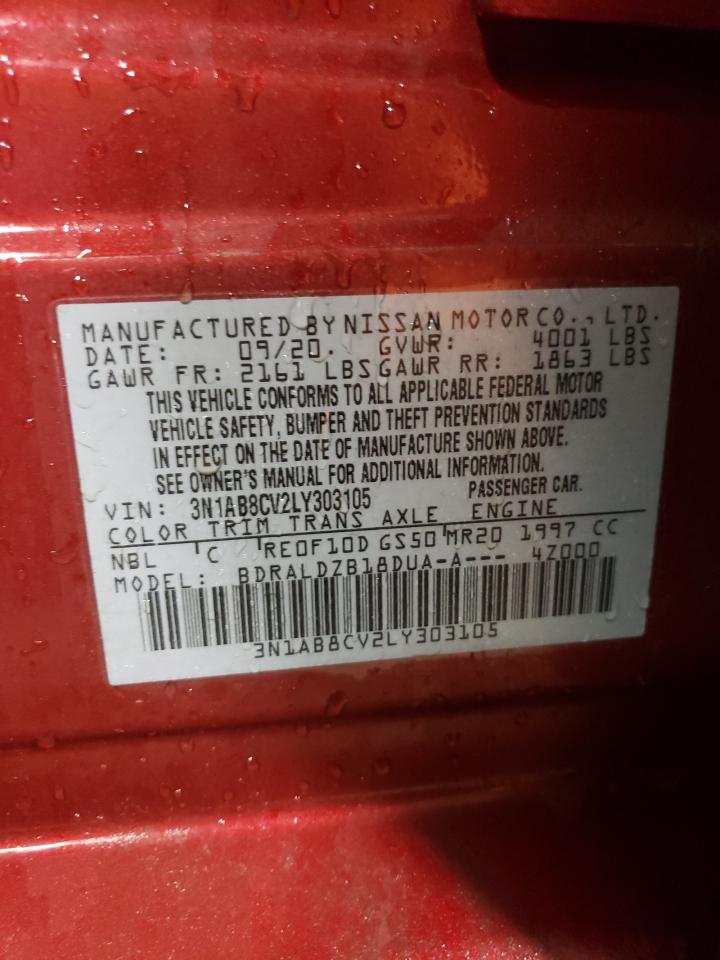 MANUFACTURED BY NISSAN MOTOR CO., LTD.
DATE: 09/20. GVWR: 4001 LBS
GAWR FR: 2161 LBS GAWR RR: 1863 LBS
THIS VEHICLE CONFORMS TO ALL APPLICABLE FEDERAL MOTOR
VEHICLE SAFETY, BUMPER AND THEFT PREVENTION STANDARDS
IN EFFECT ON THE DATE OF MANUFACTURE SHOWN ABOVE.
SEE OWNER'S MANUAL FOR ADDITIONAL INFORMATION.
VIN: 3N1AB8CV2LY303105 PASSENGER CAR.
COLOR TRIM TRANS AXLE ENGINE
NBL C RE0F10D GS50 MR20 1997 CC
MODEL: BDRALDZB18DUA-A--- 4Z000
3N1AB8CV2LY303105